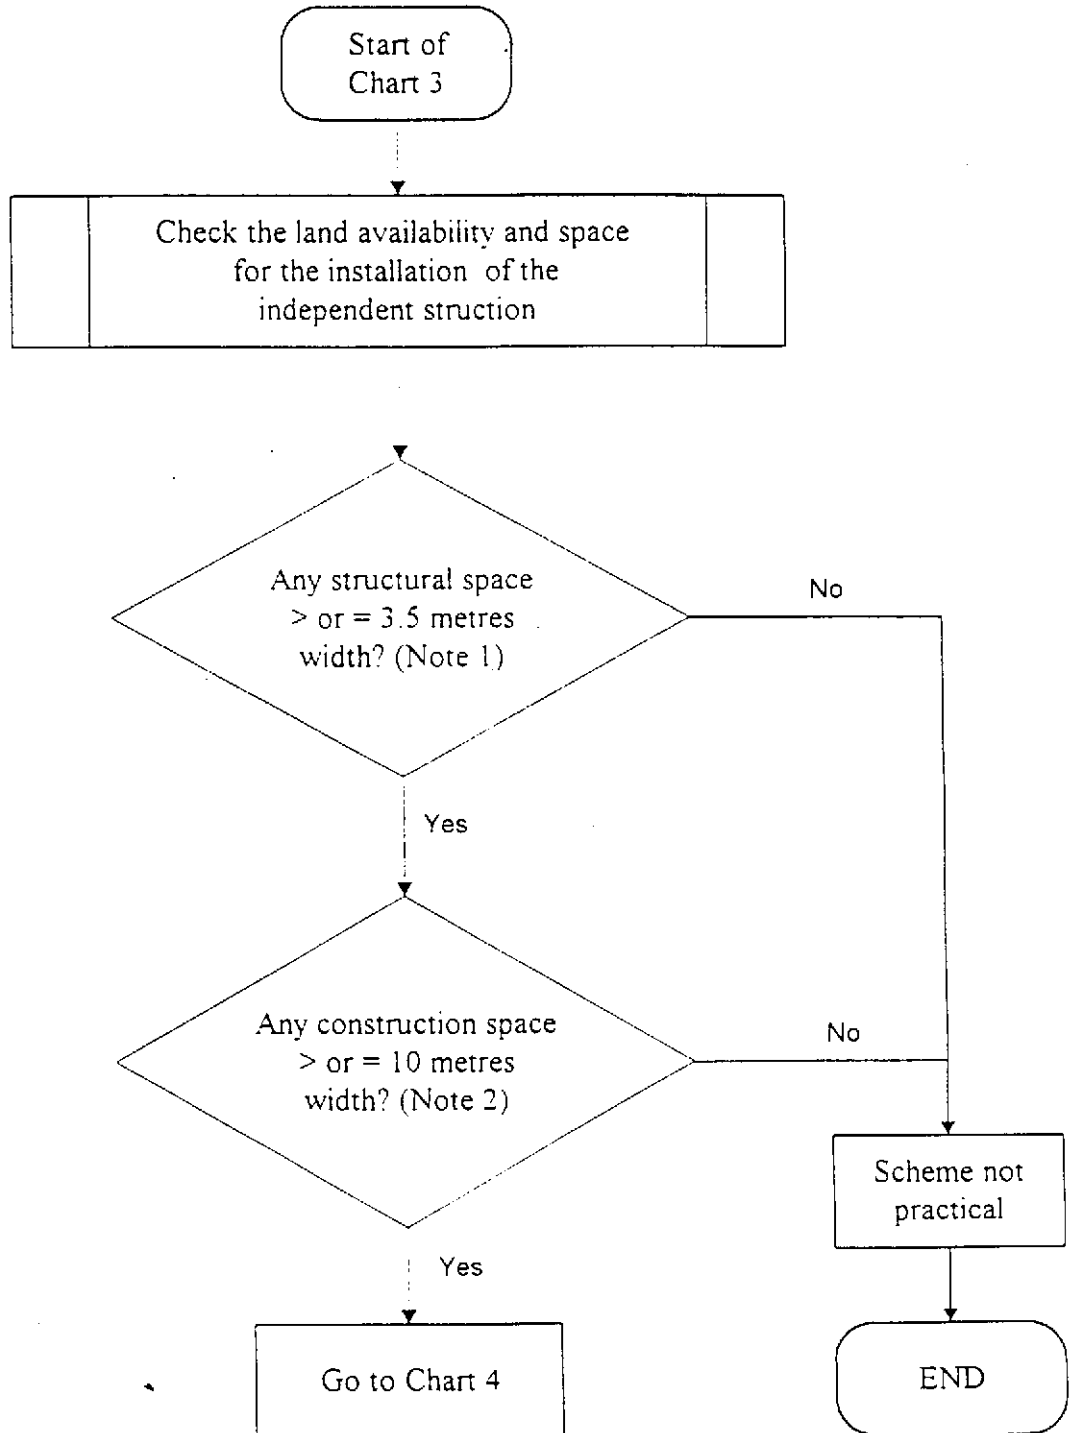 Start of
Chart 3
Check the land availability and space
for the installation of the
independent struction
Any structural space
> or = 3.5 metres
width? (Note 1)
No
Yes
Any construction space
> or = 10 metres
width? (Note 2)
No
Scheme not
practical
Yes
Go to Chart 4
END